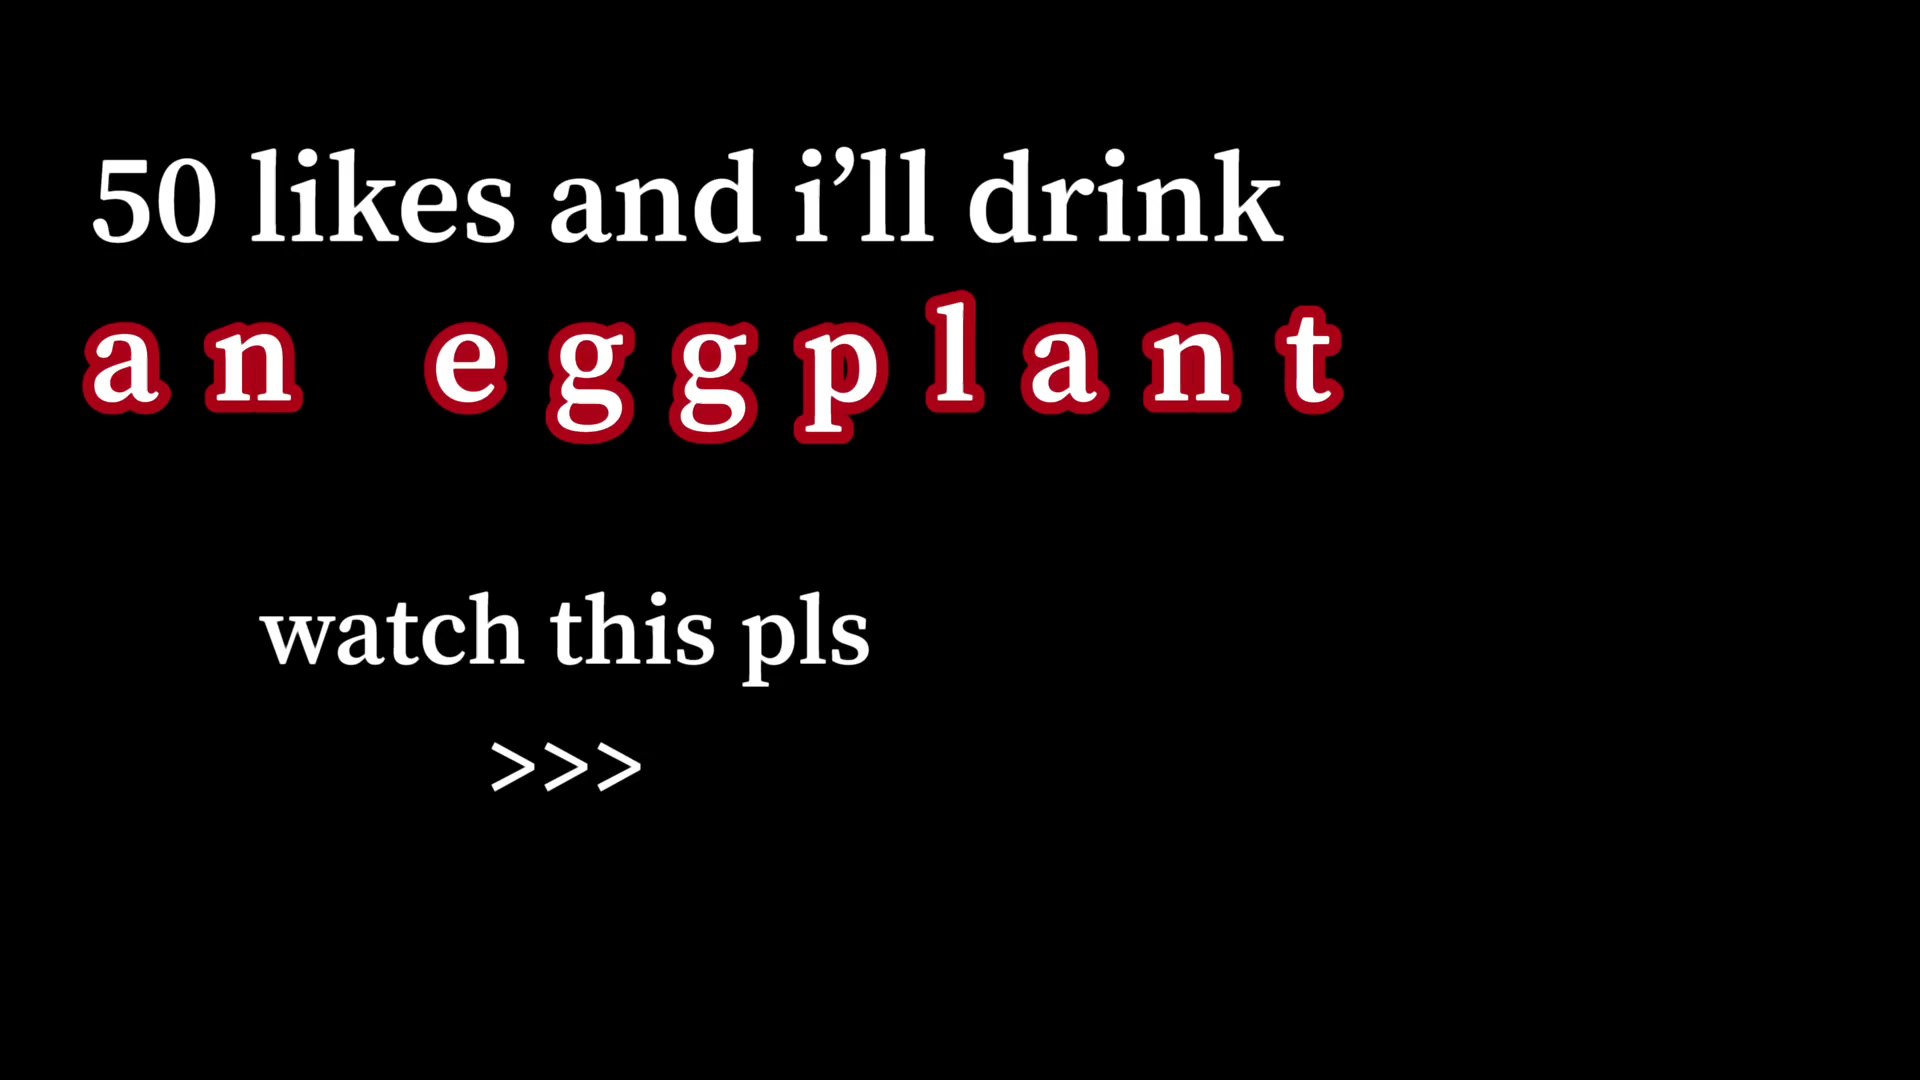 50 likes and i’ll drink
an eggplant
watch this pls
>>>